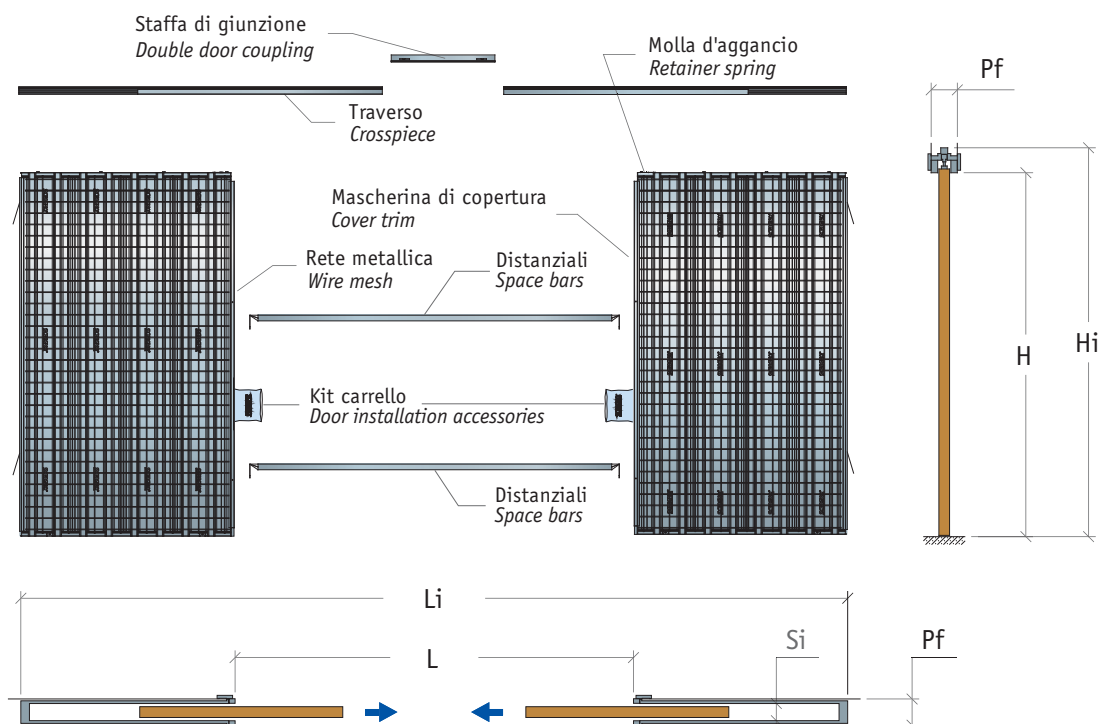 Staffa di giunzione
Double door coupling
Molla d'aggancio
Retainer spring
Pf
Traverso
Crosspiece
Mascherina di copertura
Cover trim
Rete metallica
Wire mesh
Distanziali
Space bars
H
Hi
Kit carrello
Door installation accessories
Distanziali
Space bars
Li
Si
Pf
L